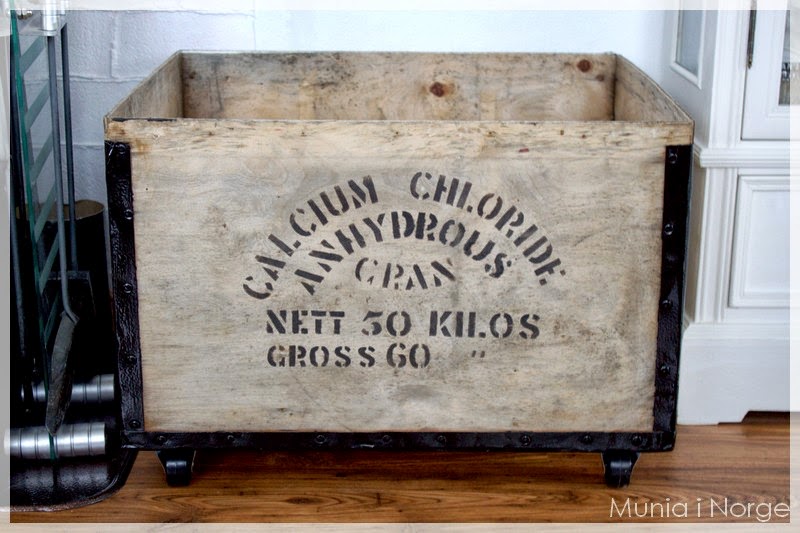 CALCIUM CHLORIDE
ANHYDROUS
GRAN
NETT 50 KILOS
GROSS 60 "
Munia i Norge